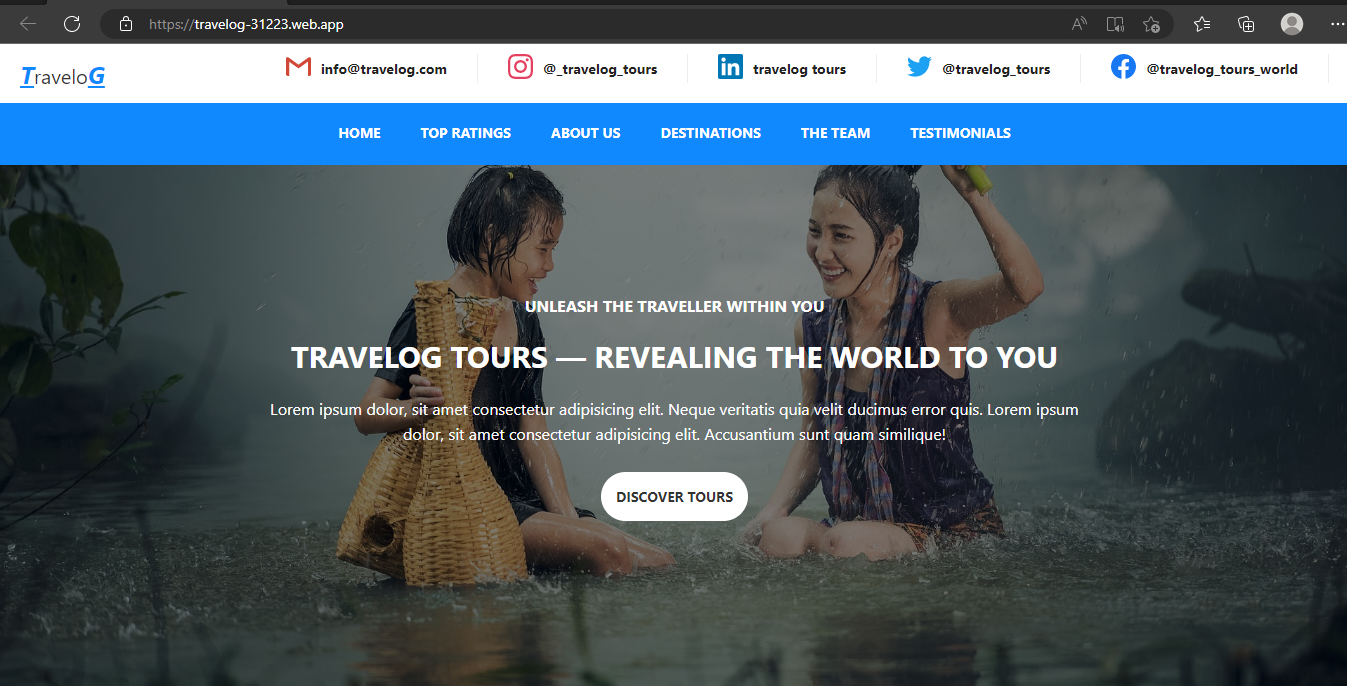 https://travelog-31223.web.app
TraveloG
info@travelog.com
@_travelog_tours
travelog tours
@travelog_tours
@travelog_tours_world
HOME TOP RATINGS ABOUT US DESTINATIONS THE TEAM TESTIMONIALS
UNLEASH THE TRAVELLER WITHIN YOU
TRAVELOG TOURS — REVEALING THE WORLD TO YOU
Lorem ipsum dolor, sit amet consectetur adipisicing elit. Neque veritatis quia velit ducimus error quis. Lorem ipsum
dolor, sit amet consectetur adipisicing elit. Accusantium sunt quam similique!
DISCOVER TOURS